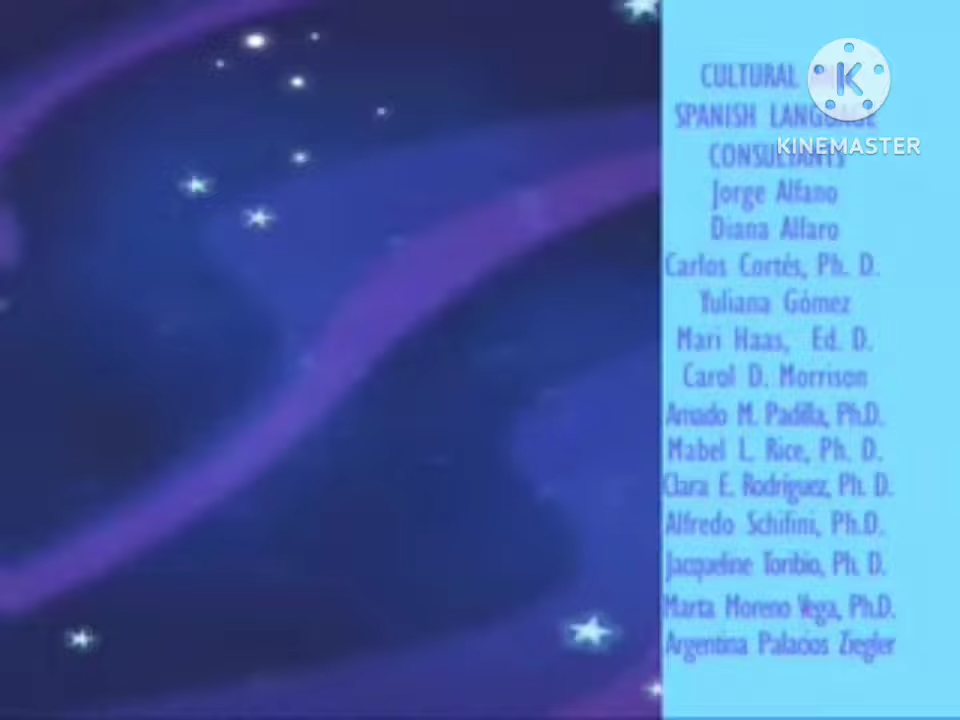 CULTURAL
SPANISH LANGUAGE
CONSULTANTS
Jorge Alfano
Diana Alfaro
Carlos Cortés, Ph. D.
Yuliana Gómez
Mari Haas, Ed. D.
Carol D. Morrison
Amado M. Padilla, Ph.D.
Mabel L. Rice, Ph. D.
Clara E. Rodriguez, Ph. D.
Alfredo Schifini, Ph.D.
Jacqueline Toribio, Ph. D.
Marta Moreno Vega, Ph.D.
Argentina Palacios Ziegler
K
KINEMASTER